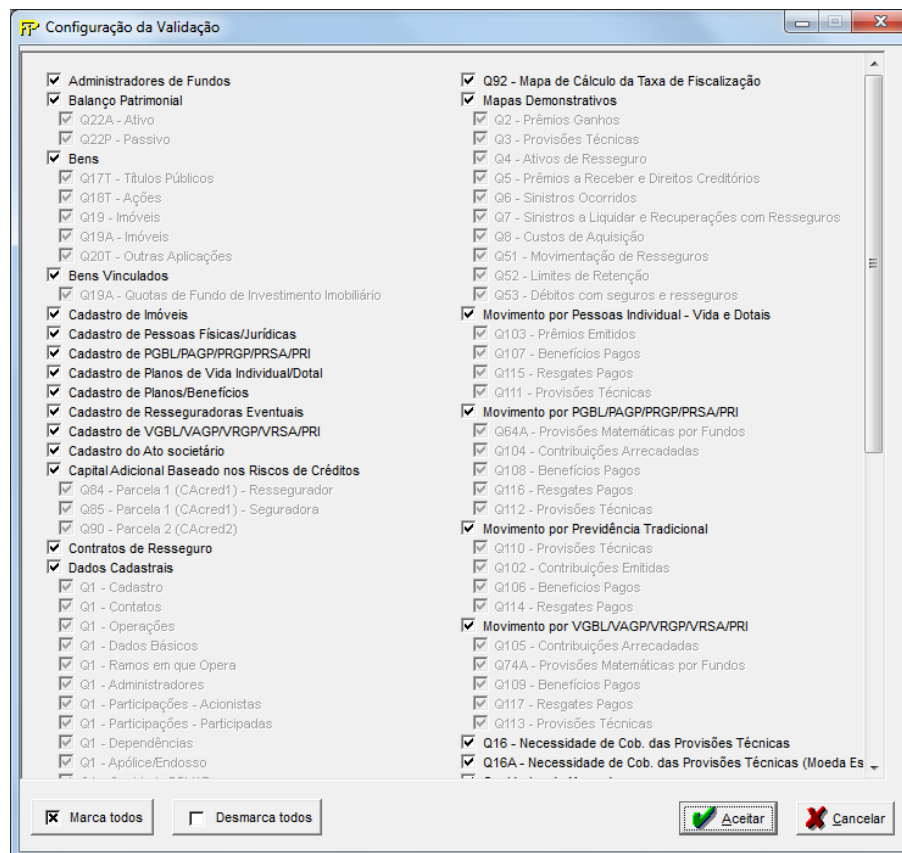 Configuração da Validação
Administradores de Fundos
Balanço Patrimonial
Q22A - Ativo
Q22P - Passivo
Bens
Q17T - Títulos Públicos
Q18T - Ações
Q19 - Imóveis
Q19A - Imóveis
Q20T - Outras Aplicações
Bens Vinculados
Q19A - Quotas de Fundo de Investimento Imobiliário
Cadastro de Imóveis
Cadastro de Pessoas Físicas/Jurídicas
Cadastro de PGBL/PAGP/PRGP/PRSA/PRI
Cadastro de Planos de Vida Individual/Dotal
Cadastro de Planos/Benefícios
Cadastro de Resseguradoras Eventuais
Cadastro de VGBL/VAGP/VRGP/VRSA/PRI
Cadastro do Ato societário
Capital Adicional Baseado nos Riscos de Créditos
Q84 - Parcela 1 (CAcred1) - Ressegurador
Q85 - Parcela 1 (CAcred1) - Seguradora
Q90 - Parcela 2 (CAcred2)
Contratos de Resseguro
Dados Cadastrais
Q1 - Cadastro
Q1 - Contatos
Q1 - Operações
Q1 - Dados Básicos
Q1 - Ramos em que Opera
Q1 - Administradores
Q1 - Participações - Acionistas
Q1 - Participações - Participadas
Q1 - Dependências
Q1 - Apólice/Endosso
Q92 - Mapa de Cálculo da Taxa de Fiscalização
Mapas Demonstrativos
Q2 - Prêmios Ganhos
Q3 - Provisões Técnicas
Q4 - Ativos de Resseguro
Q5 - Prêmios a Receber e Direitos Creditórios
Q6 - Sinistros Ocorridos
Q7 - Sinistros a Liquidar e Recuperações com Resseguros
Q8 - Custos de Aquisição
Q51 - Movimentação de Resseguros
Q52 - Limites de Retenção
Q53 - Débitos com seguros e resseguros
Movimento por Pessoas Individual - Vida e Dotais
Q103 - Prêmios Emitidos
Q107 - Benefícios Pagos
Q115 - Resgates Pagos
Q111 - Provisões Técnicas
Movimento por PGBL/PAGP/PRGP/PRSA/PRI
Q64A - Provisões Matemáticas por Fundos
Q104 - Contribuições Arrecadadas
Q108 - Benefícios Pagos
Q116 - Resgates Pagos
Q112 - Provisões Técnicas
Movimento por Previdência Tradicional
Q110 - Provisões Técnicas
Q102 - Contribuições Emitidas
Q106 - Beneficios Pagos
Q114 - Resgates Pagos
Movimento por VGBL/VAGP/VRGP/VRSA/PRI
Q105 - Contribuições Arrecadadas
Q74A - Provisões Matemáticas por Fundos
Q109 - Benefícios Pagos
Q117 - Resgates Pagos
Q113 - Provisões Técnicas
Q16 - Necessidade de Cob. das Provisões Técnicas
Q16A - Necessidade de Cob. das Provisões Técnicas (Moeda Es
Marca todos
Desmarca todos
Aceitar
Cancelar